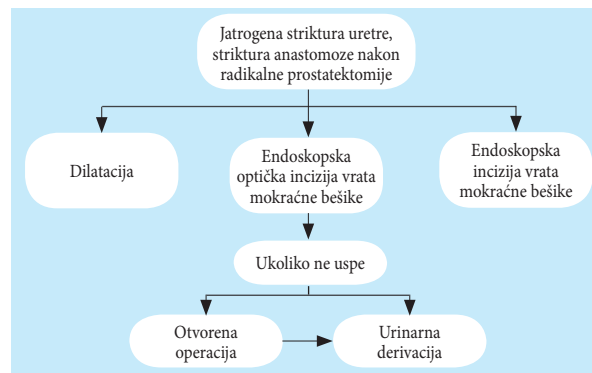 Jatrogena striktura uretre,
striktura anastomoze nakon
radikalne prostatektomije
Dilatacija
Endoskopska
optička incizija vrata
mokraćne bešike
Endoskopska
incizija vrata
mokraćne bešike
Ukoliko ne uspe
Otvorena
operacija
Urinarna
derivacija